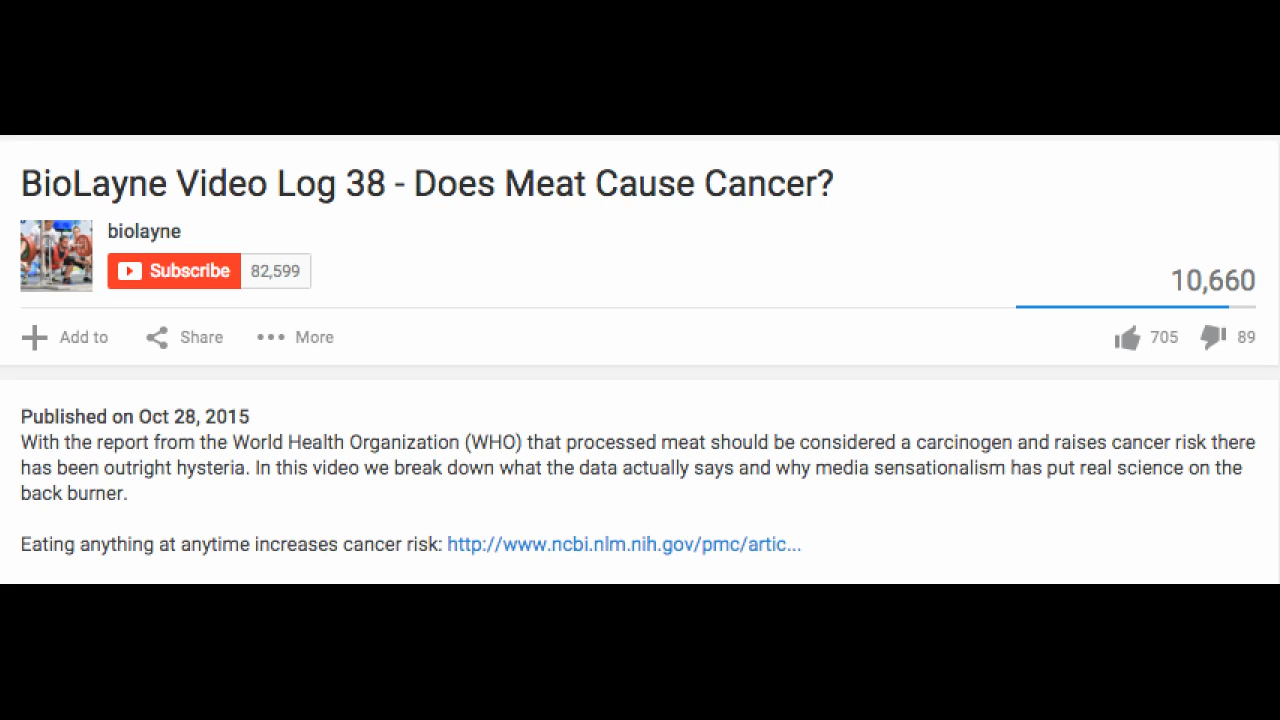 BioLayne Video Log 38 - Does Meat Cause Cancer?
biolayne
Subscribe 82,599
10,660
Add to Share More 705 89
Published on Oct 28, 2015
With the report from the World Health Organization (WHO) that processed meat should be considered a carcinogen and raises cancer risk there
has been outright hysteria. In this video we break down what the data actually says and why media sensationalism has put real science on the
back burner.
Eating anything at anytime increases cancer risk: http://www.ncbi.nlm.nih.gov/pmc/artic...